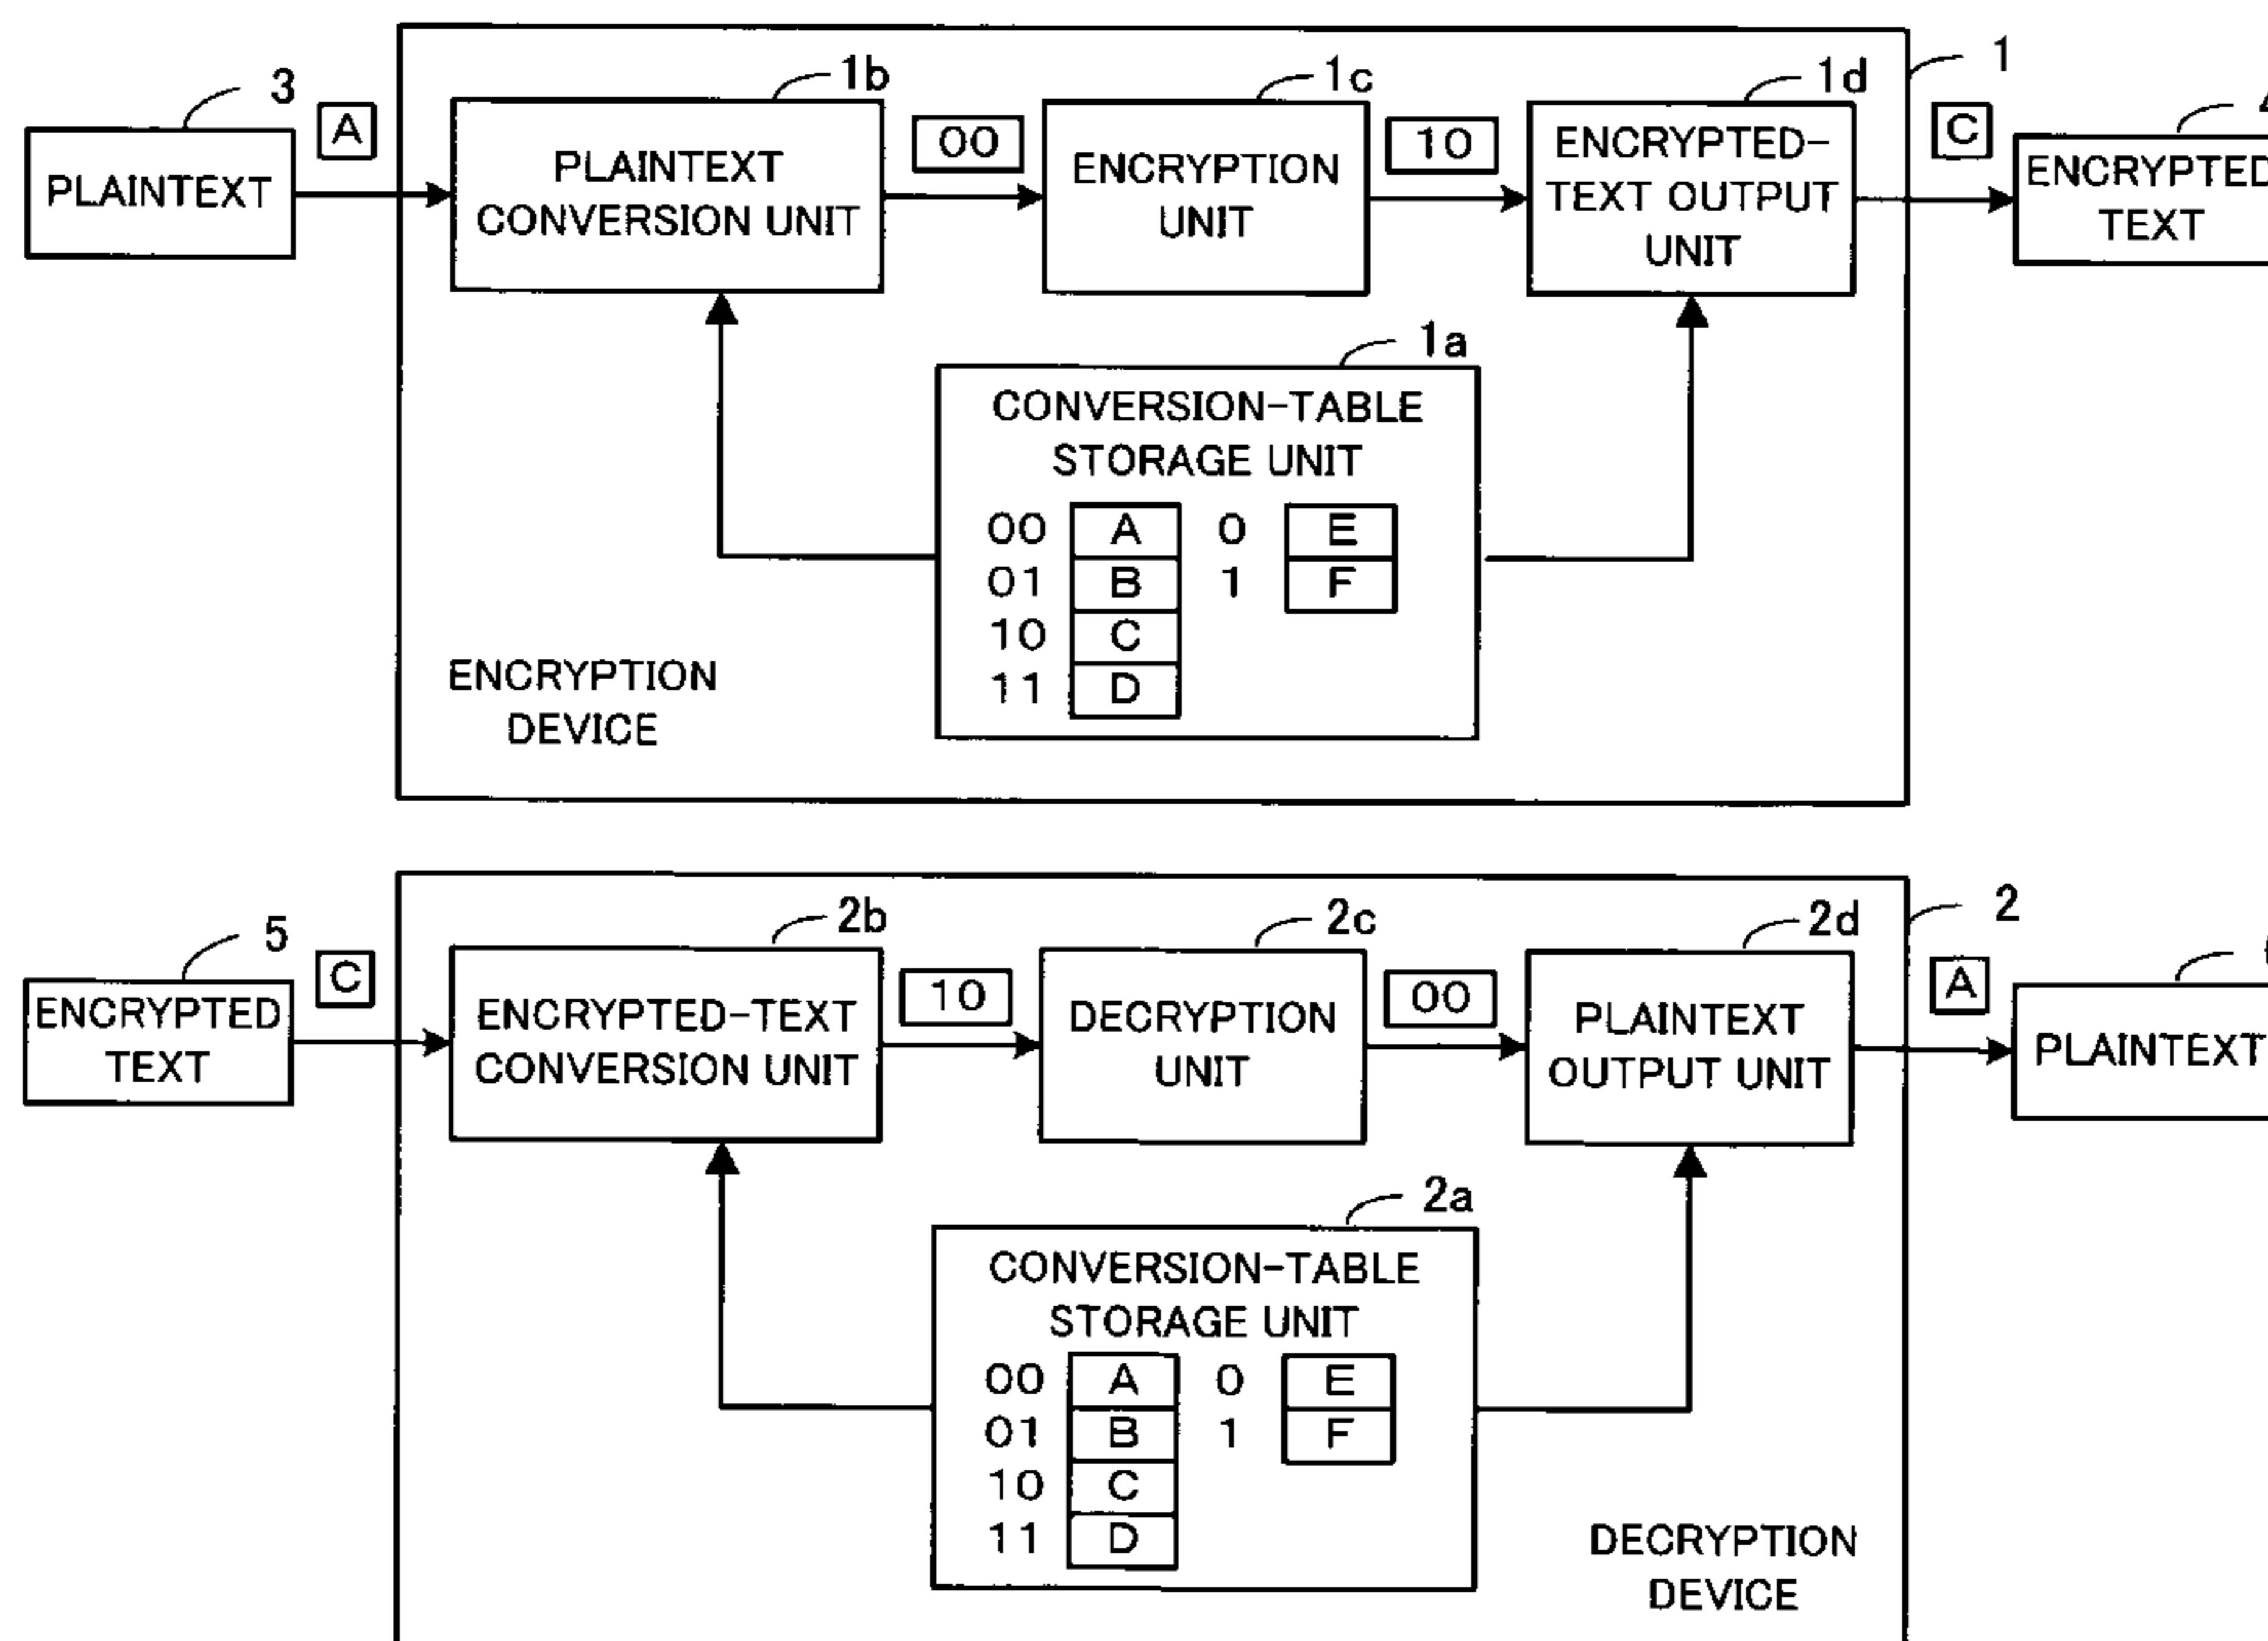 1
1b
1c
1d
3
A
00
10
C
PLAINTEXT
PLAINTEXT
CONVERSION UNIT
ENCRYPTION
UNIT
ENCRYPTED-
TEXT OUTPUT
UNIT
ENCRYPTED
TEXT
1a
CONVERSION-TABLE
STORAGE UNIT
00 A 0 E
01 B 1 F
10 C
11 D
ENCRYPTION
DEVICE
2
2b
2c
2d
5
C
10
00
A
ENCRYPTED
TEXT
ENCRYPTED-TEXT
CONVERSION UNIT
DECRYPTION
UNIT
PLAINTEXT
OUTPUT UNIT
PLAINTEXT
2a
CONVERSION-TABLE
STORAGE UNIT
00 A 0 E
01 B 1 F
10 C
11 D
DECRYPTION
DEVICE